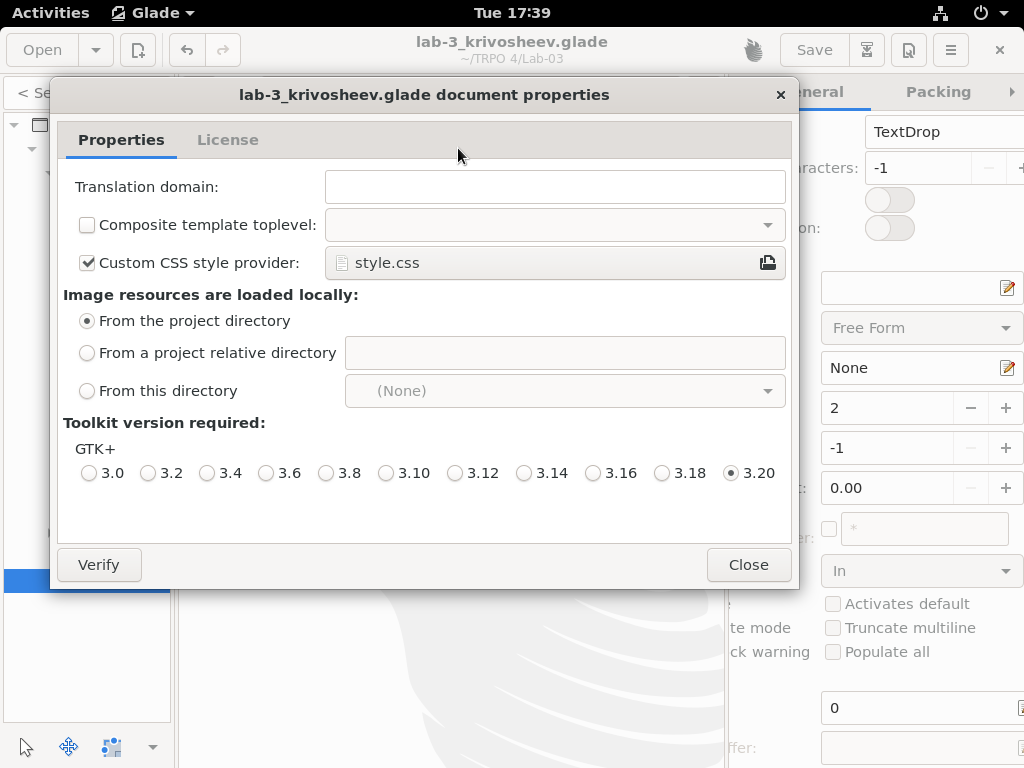 Activities Glade Tue 17:39
Open lab-3_krivosheev.glade Save
~/TRPO 4/Lab-03
< Se
lab-3_krivosheev.glade document properties
neral Packing
Properties License
TextDrop
Translation domain:
aracters: -1
Composite template toplevel:
on:
Custom CSS style provider: style.css
Image resources are loaded locally:
From the project directory
Free Form
From a project relative directory
None
From this directory (None)
2
Toolkit version required:
GTK+
-1
3.0 3.2 3.4 3.6 3.8 3.10 3.12 3.14 3.16 3.18 3.20
t: 0.00
er: *
Verify Close
In
Activates default
te mode Truncate multiline
ck warning Populate all
0
ffer: